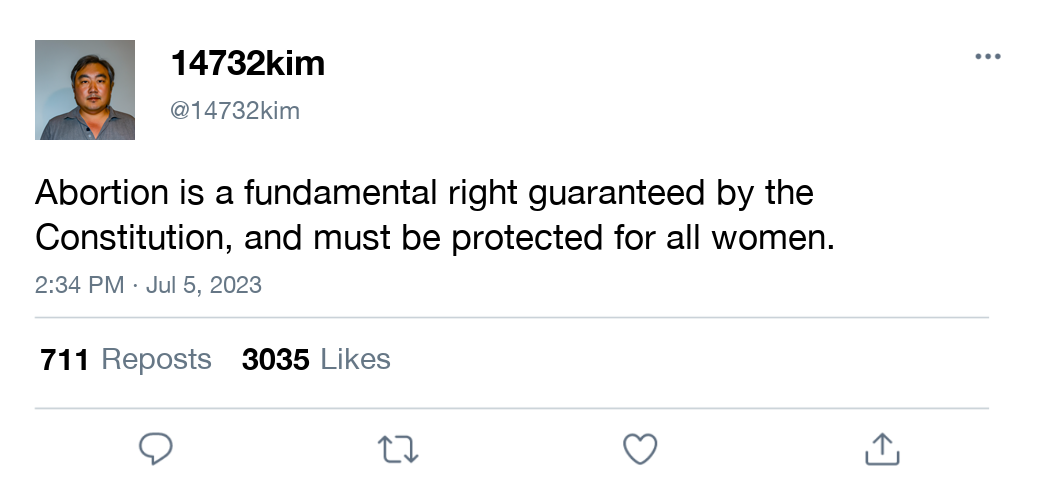 14732kim
@14732kim
Abortion is a fundamental right guaranteed by the
Constitution, and must be protected for all women.
2:34 PM · Jul 5, 2023
711 Reposts 3035 Likes